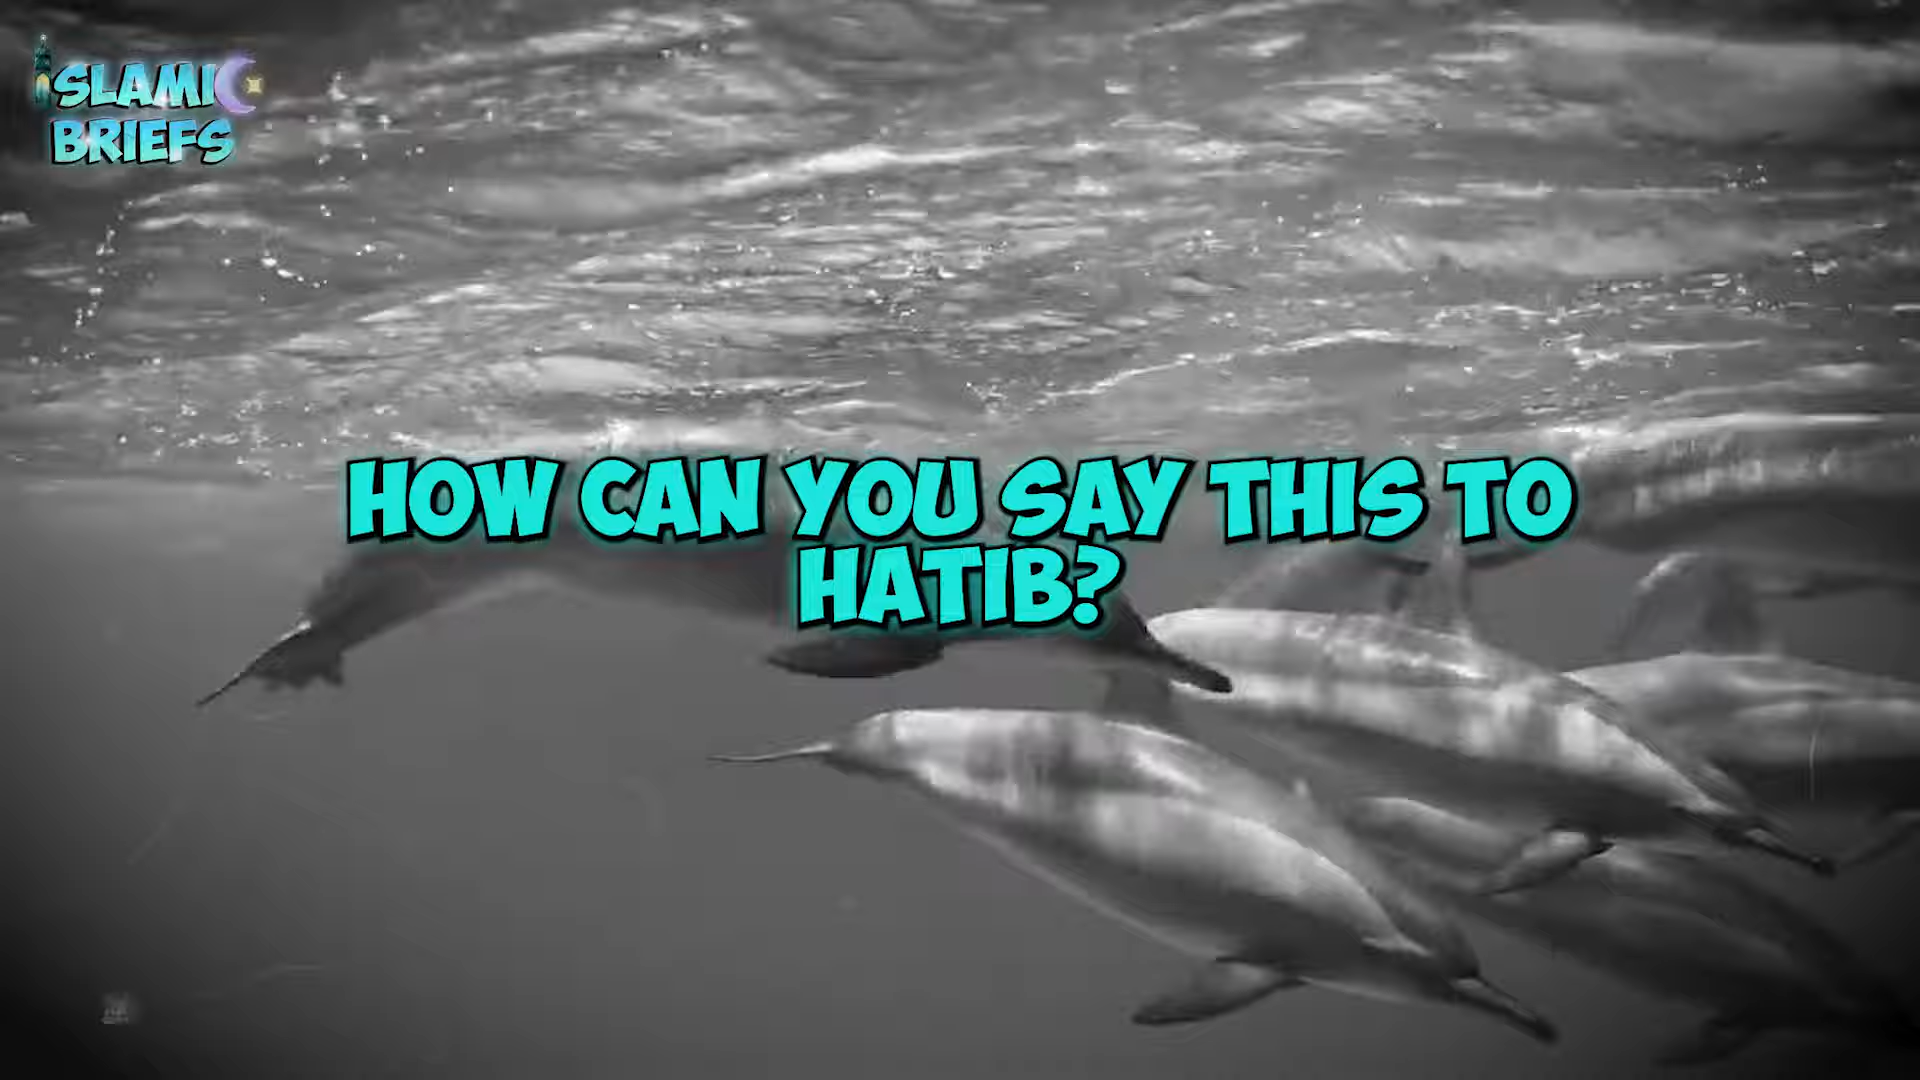 ISLAMIC
BRIEFS
HOW CAN YOU SAY THIS TO
HATIB?